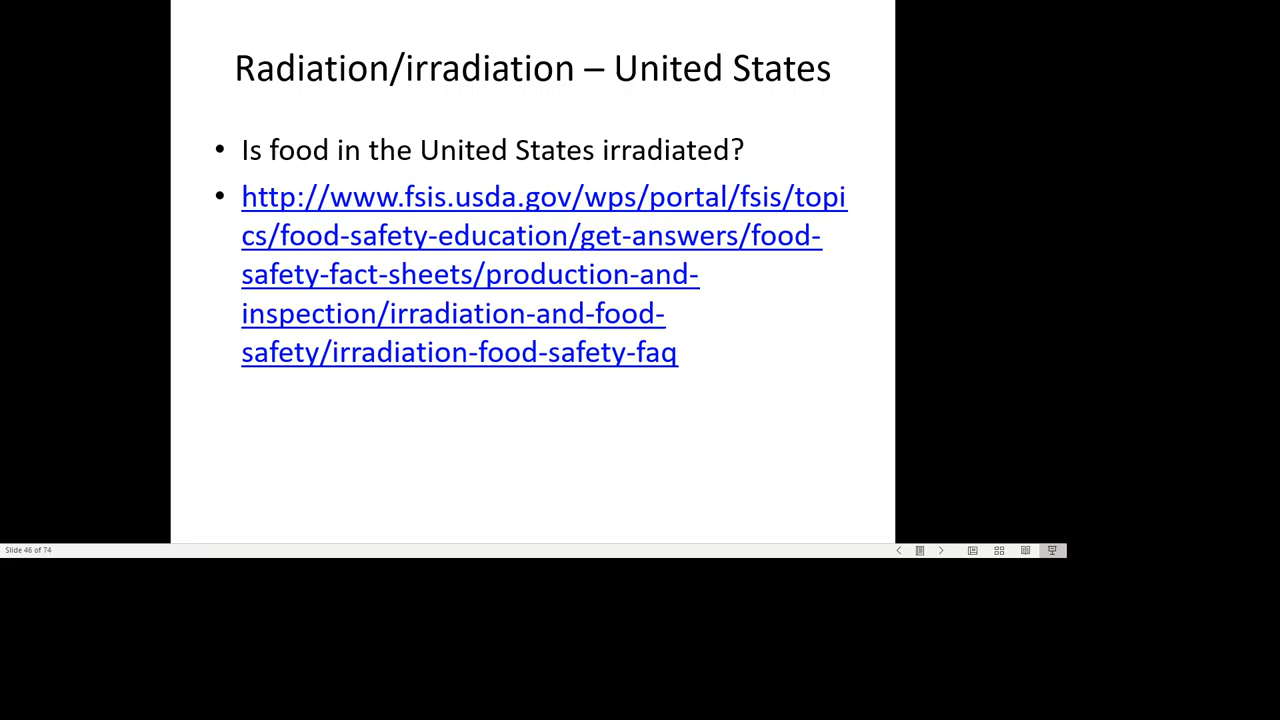 Radiation/irradiation – United States
• Is food in the United States irradiated?
• http://www.fsis.usda.gov/wps/portal/fsis/topi
cs/food-safety-education/get-answers/food-
safety-fact-sheets/production-and-
inspection/irradiation-and-food-
safety/irradiation-food-safety-faq
Slide 46 of 74